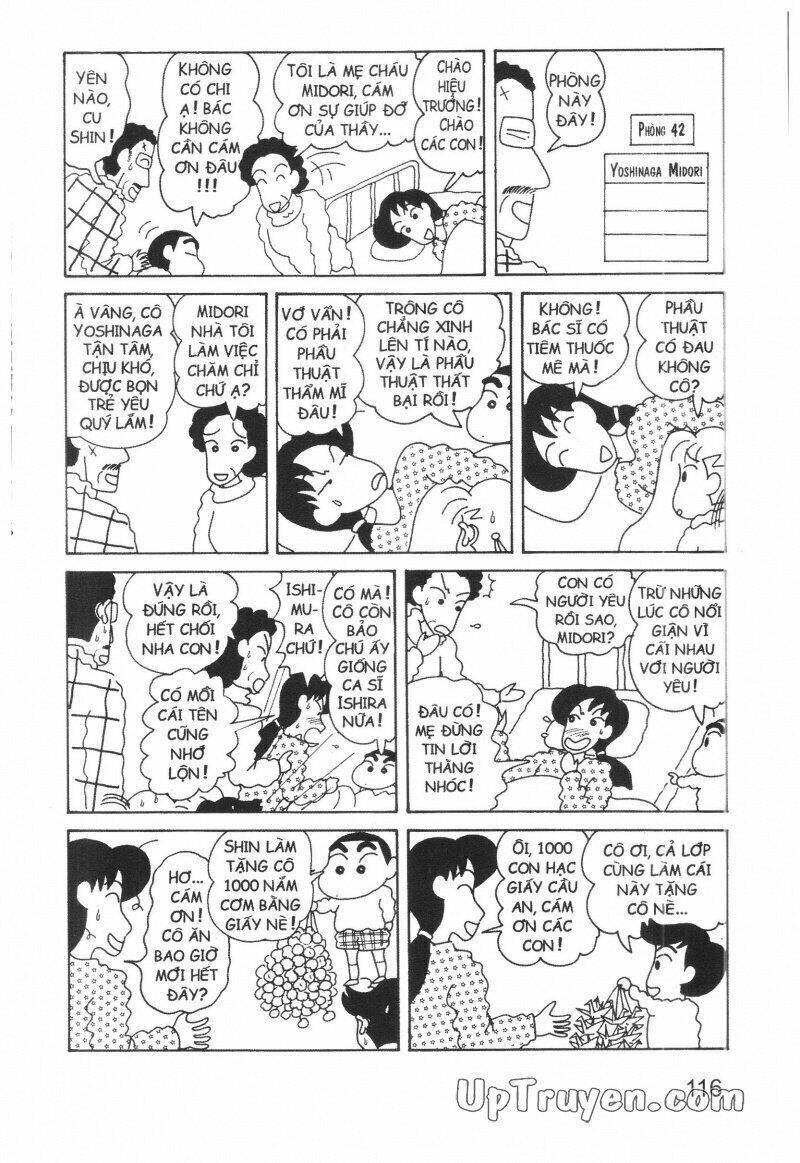 PHÒNG
NÀY
ĐÂY!
PHÒNG 42
YOSHINAGA MIDORI
CHÀO
HIỆU
TRƯỞNG!
CHÀO
CÁC CON!
TÔI LÀ MẸ CHÁU
MIDORI, CÁM
ƠN SỰ GIÚP ĐỠ
CỦA THẦY...
KHÔNG
CÓ CHI
Ạ! BÁC
KHÔNG
CẦN CÁM
ƠN ĐÂU
!!!
YÊN
NÀO,
CU
SHIN!
PHẪU
THUẬT
CÓ ĐAU
KHÔNG
CÔ?
KHÔNG!
BÁC SĨ CÓ
TIÊM THUỐC
MÊ MÀ!
TRÔNG CÔ
CHẲNG XINH
LÊN TÍ NÀO,
VẬY LÀ PHẪU
THUẬT THẤT
BẠI RỒI!
VỚ VẨN!
CÓ PHẢI
PHẪU
THUẬT
THẨM MĨ
ĐÂU!
MIDORI
NHÀ TÔI
LÀM VIỆC
CHĂM CHỈ
CHỨ Ạ?
À VÂNG, CÔ
YOSHINAGA
TẬN TÂM,
CHỊU KHÓ,
ĐƯỢC BỌN
TRẺ YÊU
QUÝ LẮM!
TRỪ NHỮNG
LÚC CÔ NỔI
GIẬN VÌ
CÃI NHAU
VỚI NGƯỜI
YÊU!
CON CÓ
NGƯỜI YÊU
RỒI SAO,
MIDORI?
ĐÂU CÓ!
MẸ ĐỪNG
TIN LỜI
THẰNG
NHÓC!
CÓ MÀ!
CÔ CÒN
BẢO
CHÚ ẤY
GIỐNG
CA SĨ
ISHIRA
NỮA!
ISHI-
MU-
RA
CHỨ!
VẬY LÀ
ĐÚNG RỒI,
HẾT CHỐI
NHA CON!
CÓ MỖI
CÁI TÊN
CŨNG
NHỚ
LỘN!
CÔ ƠI, CẢ LỚP
CÙNG LÀM CÁI
NÀY TẶNG
CÔ NÈ...
ÔI, 1000
CON HẠC
GIẤY CẦU
AN, CÁM
ƠN CÁC
CON!
SHIN LÀM
TẶNG CÔ
1000 NẮM
CƠM BẰNG
GIẤY NÈ!
HƠ...
CÁM
ƠN!
CÔ ĂN
BAO GIỜ
MỚI HẾT
ĐÂY?
116
UPTRUYEN.COM